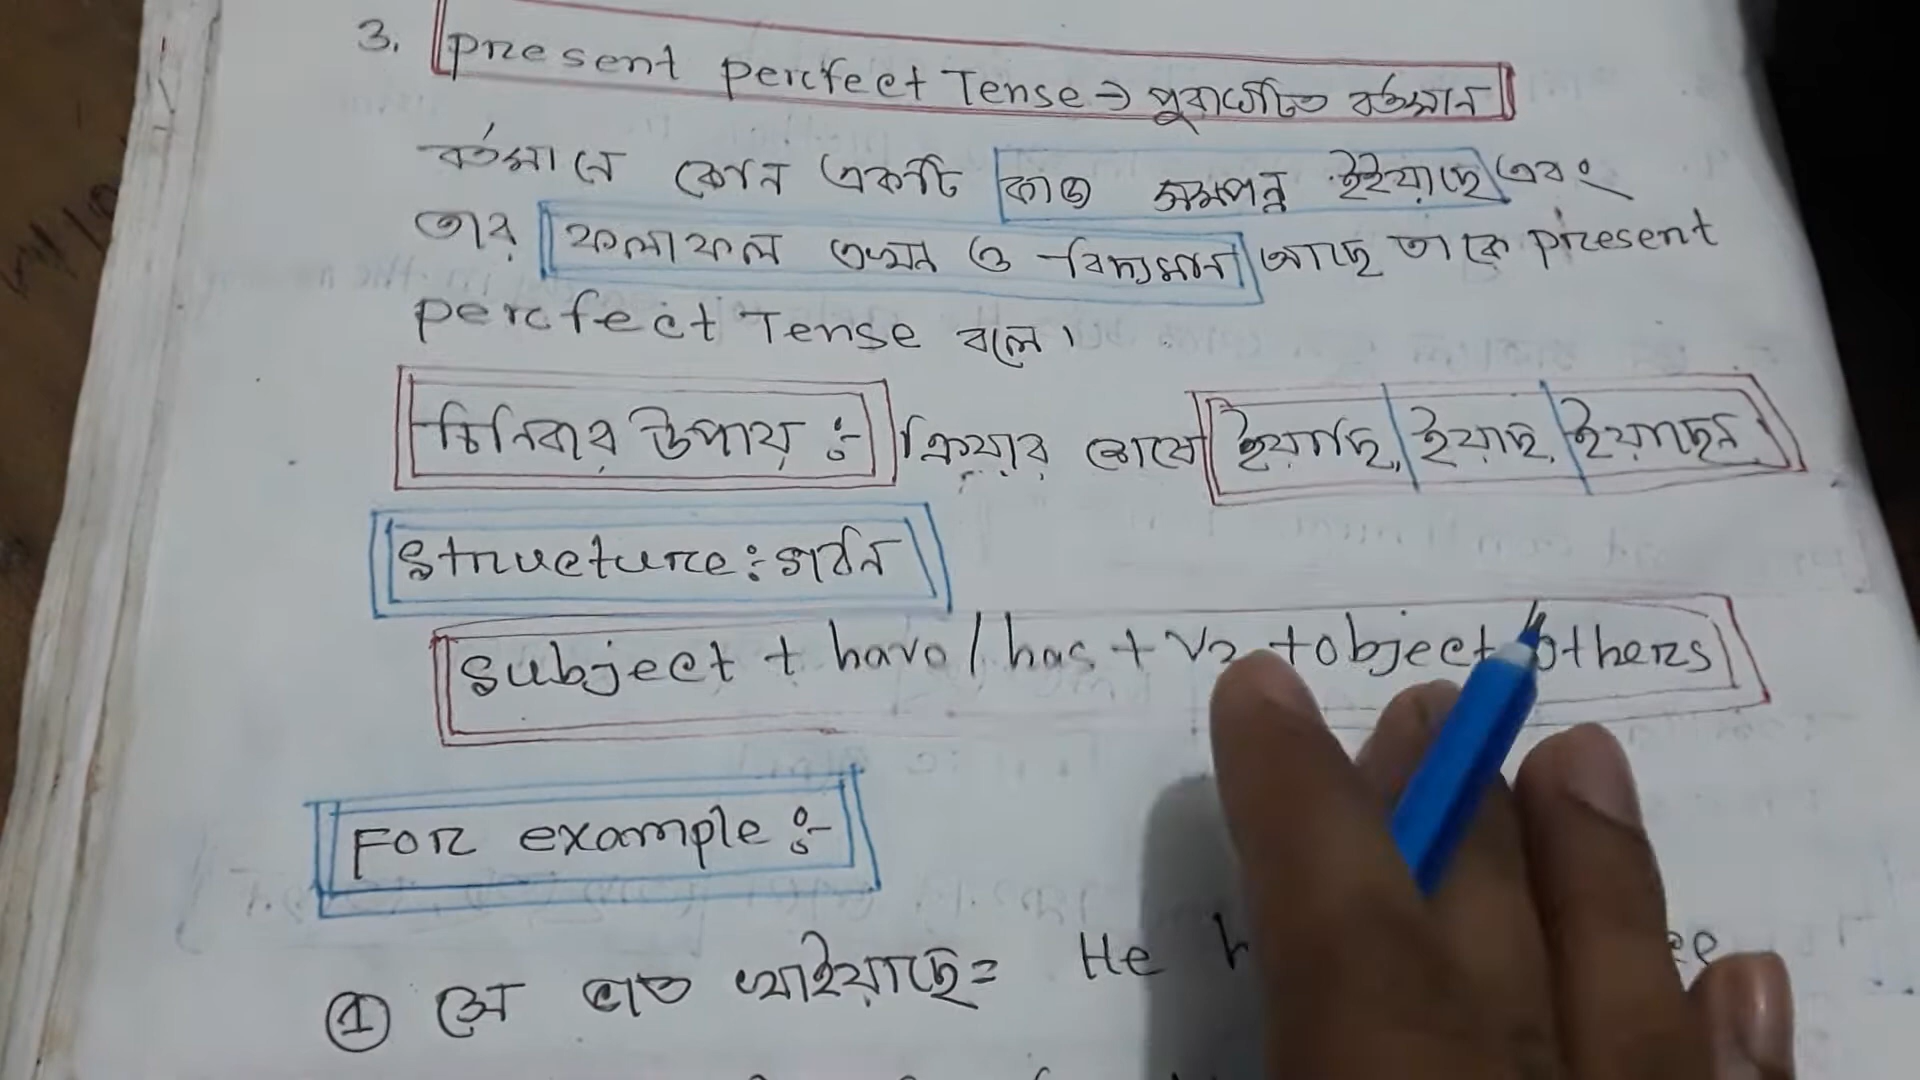 3. Present Perfect Tense → পুরাঘটিত বর্তমান
বর্তমানে কোন একটি কাজ সমপন্ন হইয়াছে এবং
তার ফলাফল এখন ও বিদ্যমান আছে তাকে present
perfect Tense বলে।
চিনিবার উপায়ঃ- ক্রিয়ার শেষে ইয়াছি, ইয়াছ, ইয়াছেন
Structure: গঠন
Subject + have / has + V3 + object + others
For example :-
① সে ভাত খাইয়াছে = He